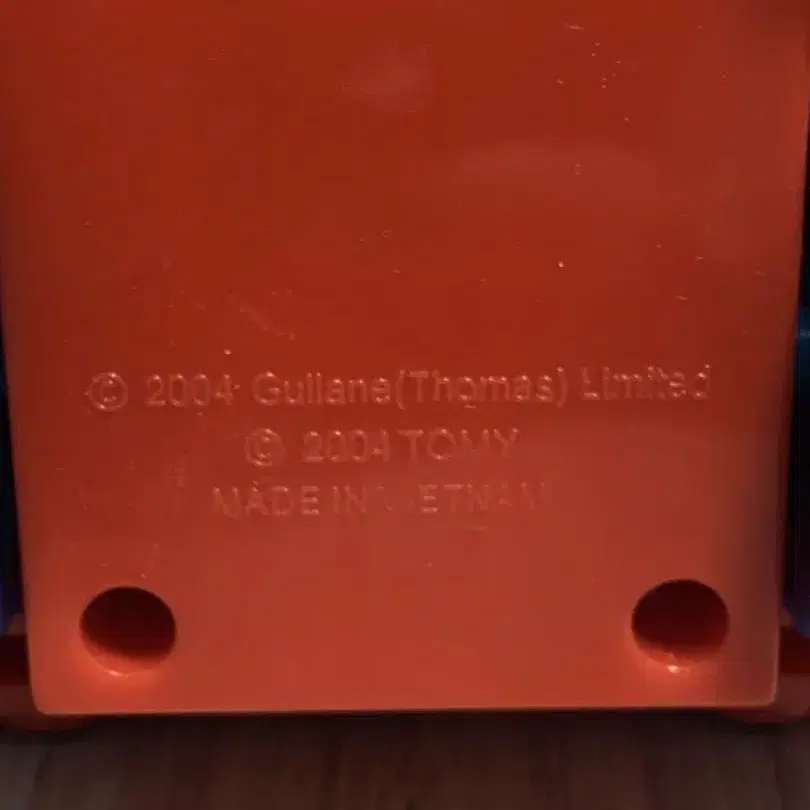 © 2004 Gullane(Thomas) Limited
© 2004 TOMY
MADE IN VIETNAM